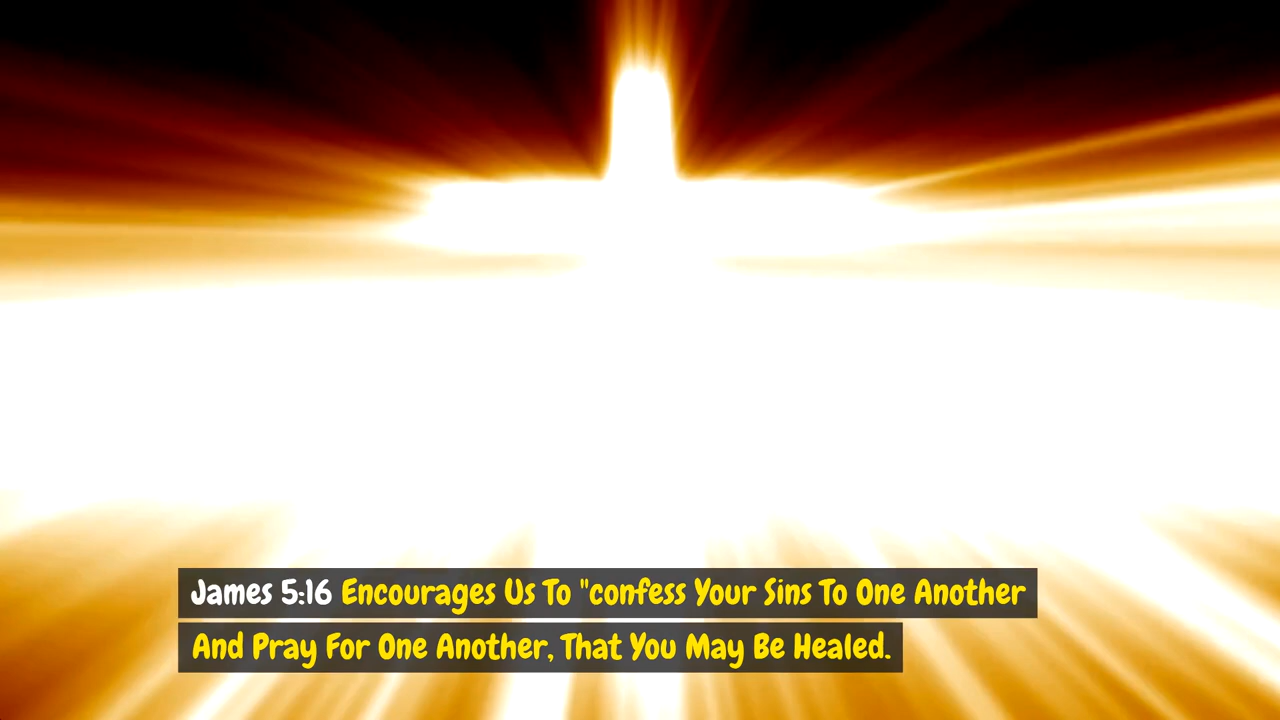 James 5:16 Encourages Us To "confess Your Sins To One Another
And Pray For One Another, That You May Be Healed.